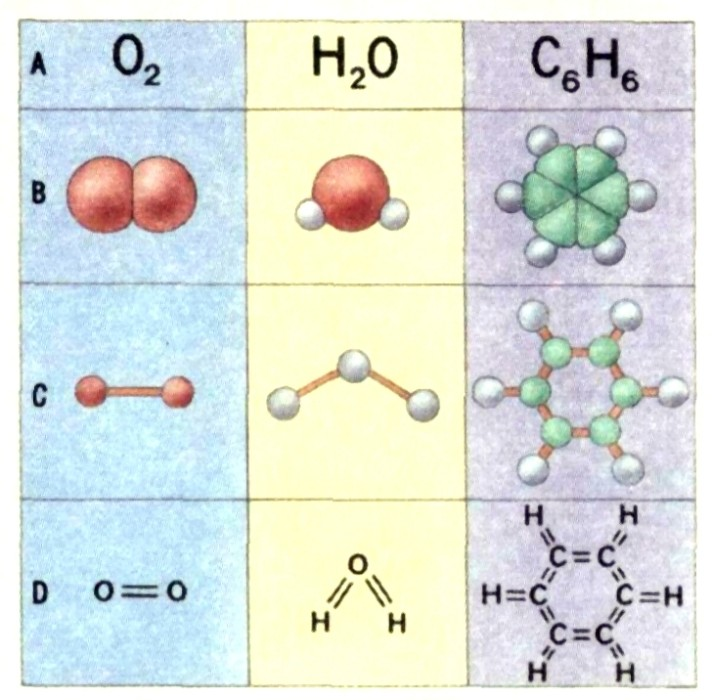 A O₂ H₂O C₆H₆
B
C
D O=O
O
H H
H H
C=C
H=C C=H
C=C
H H